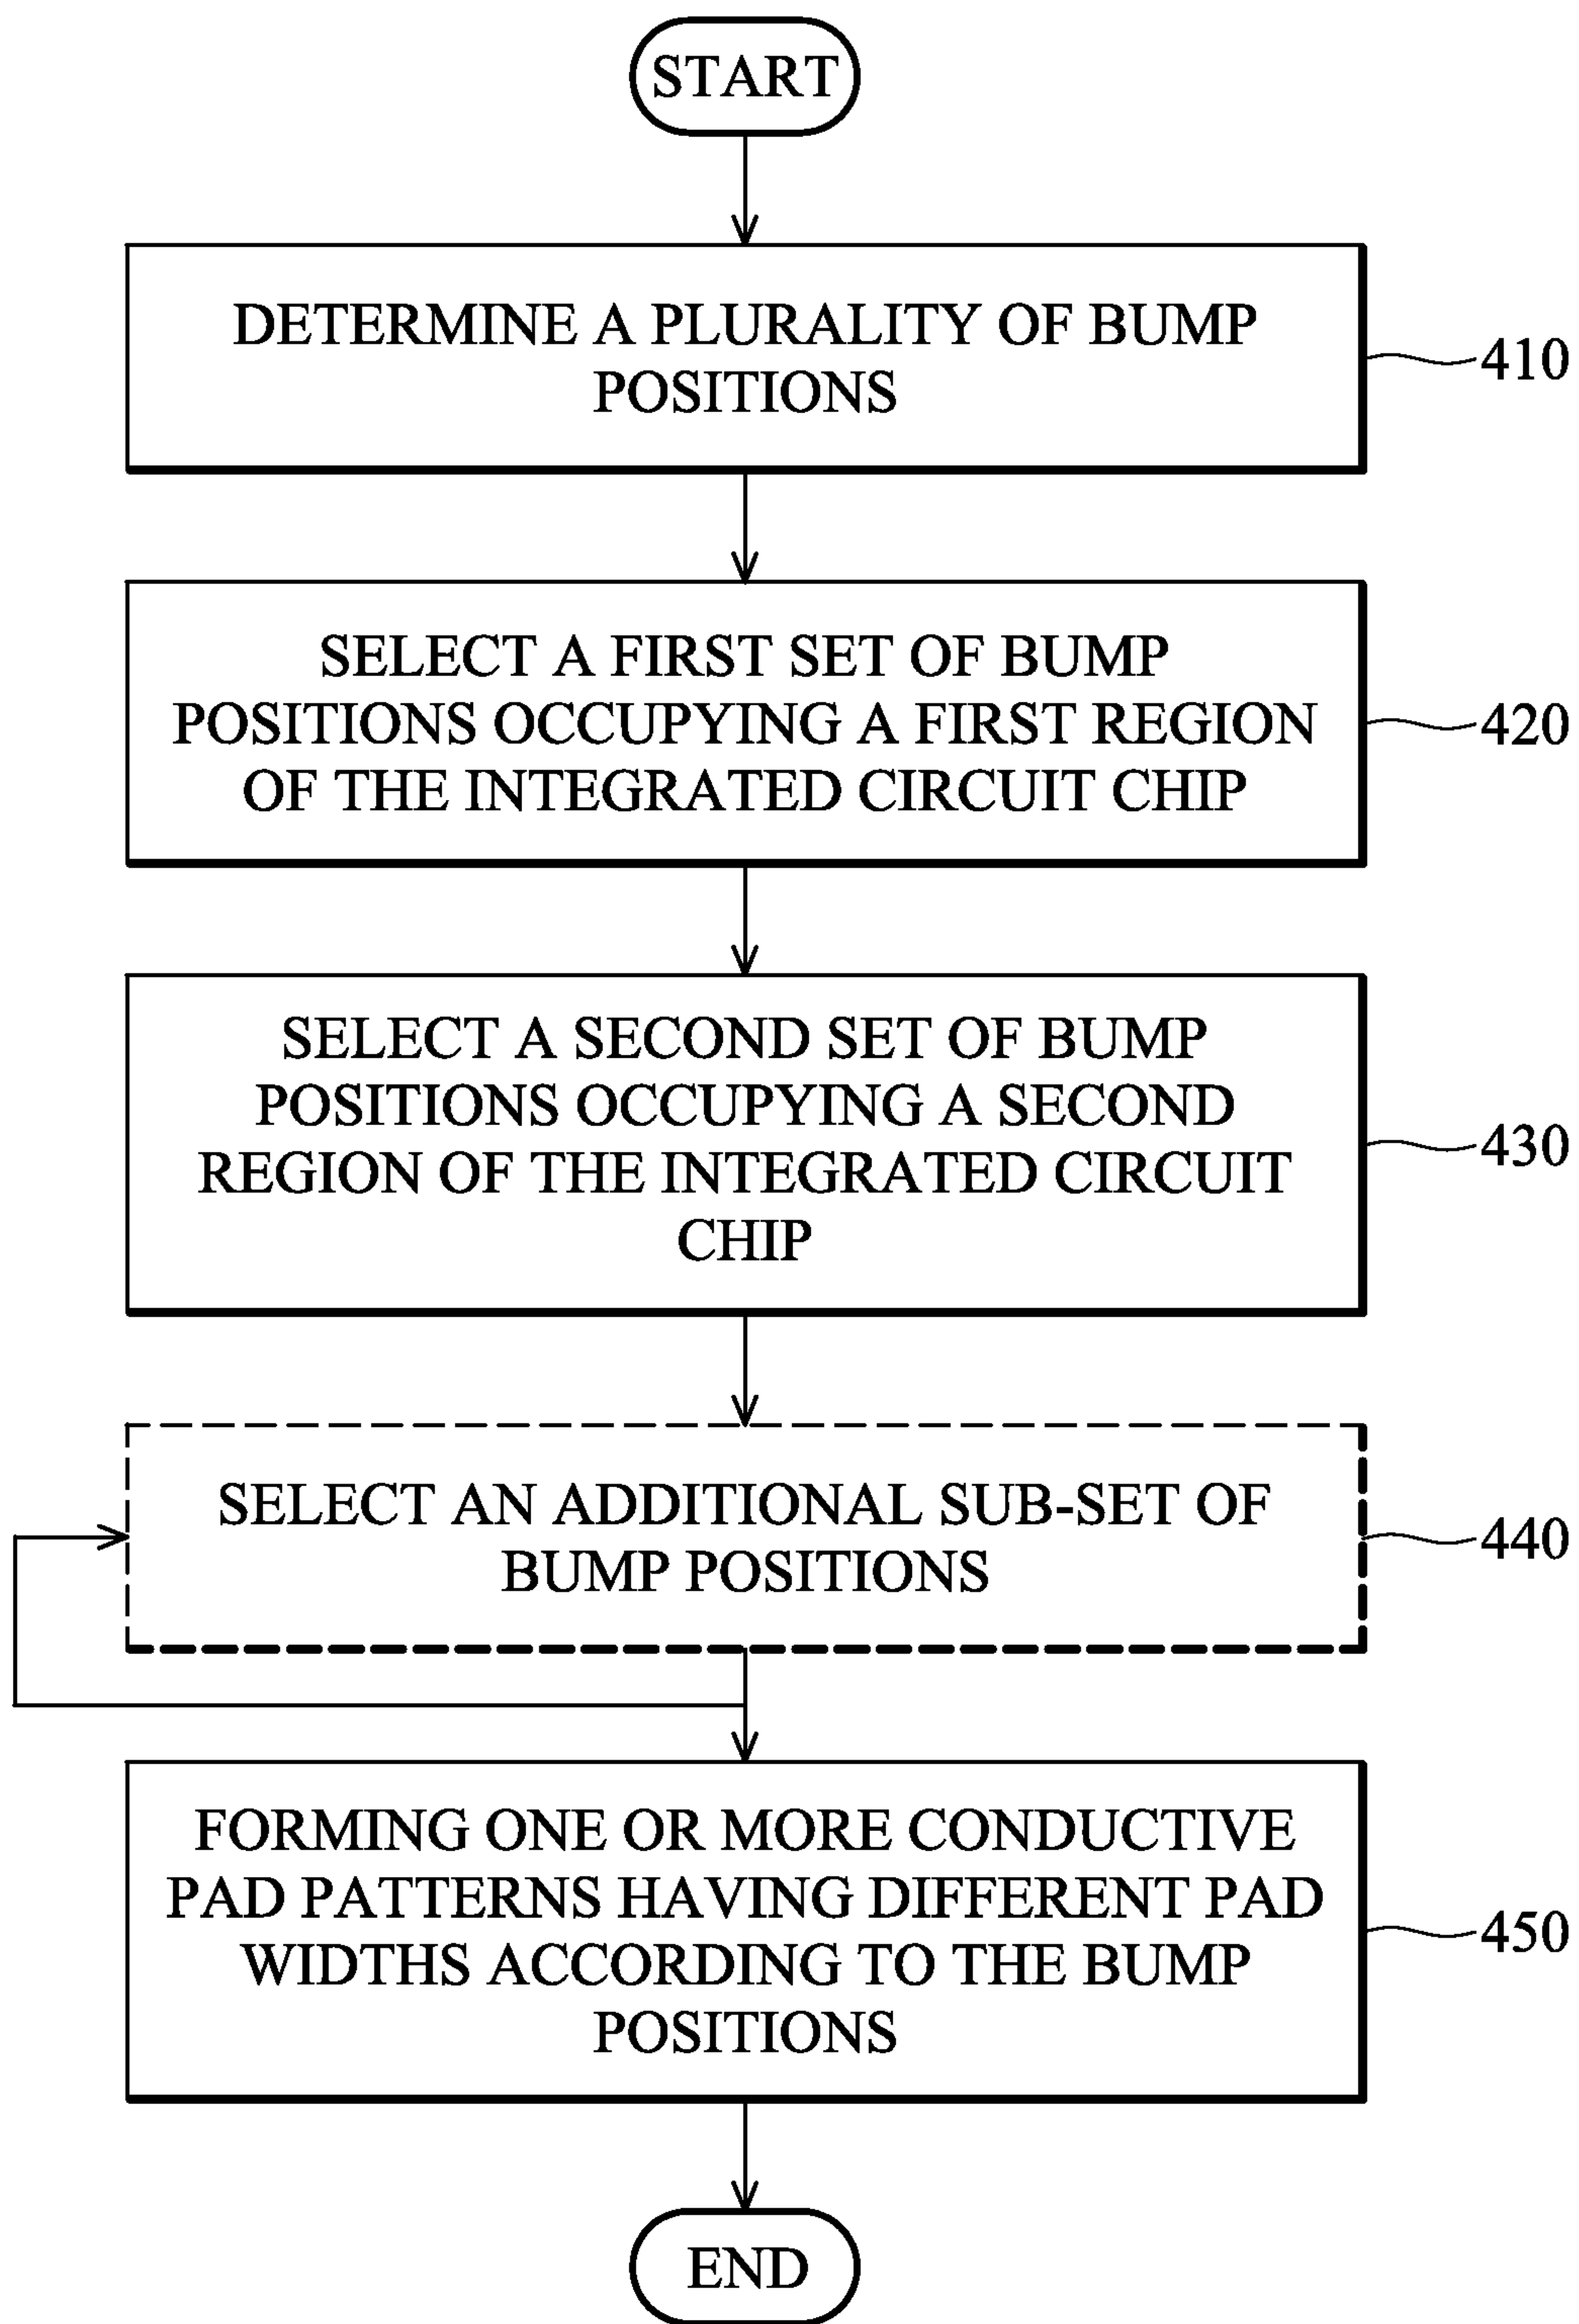 START
DETERMINE A PLURALITY OF BUMP
POSITIONS
410
SELECT A FIRST SET OF BUMP
POSITIONS OCCUPYING A FIRST REGION
OF THE INTEGRATED CIRCUIT CHIP
420
SELECT A SECOND SET OF BUMP
POSITIONS OCCUPYING A SECOND
REGION OF THE INTEGRATED CIRCUIT
CHIP
430
SELECT AN ADDITIONAL SUB-SET OF
BUMP POSITIONS
440
FORMING ONE OR MORE CONDUCTIVE
PAD PATTERNS HAVING DIFFERENT PAD
WIDTHS ACCORDING TO THE BUMP
POSITIONS
450
END